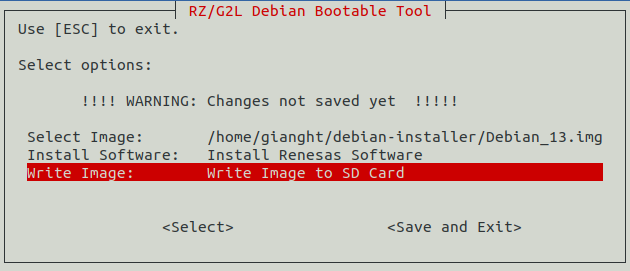 RZ/G2L Debian Bootable Tool
Use [ESC] to exit.
Select options:
!!!! WARNING: Changes not saved yet  !!!!!
Select Image:       /home/gianght/debian-installer/Debian_13.img
Install Software:   Install Renesas Software
Write Image:        Write Image to SD Card
<Select>                 <Save and Exit>